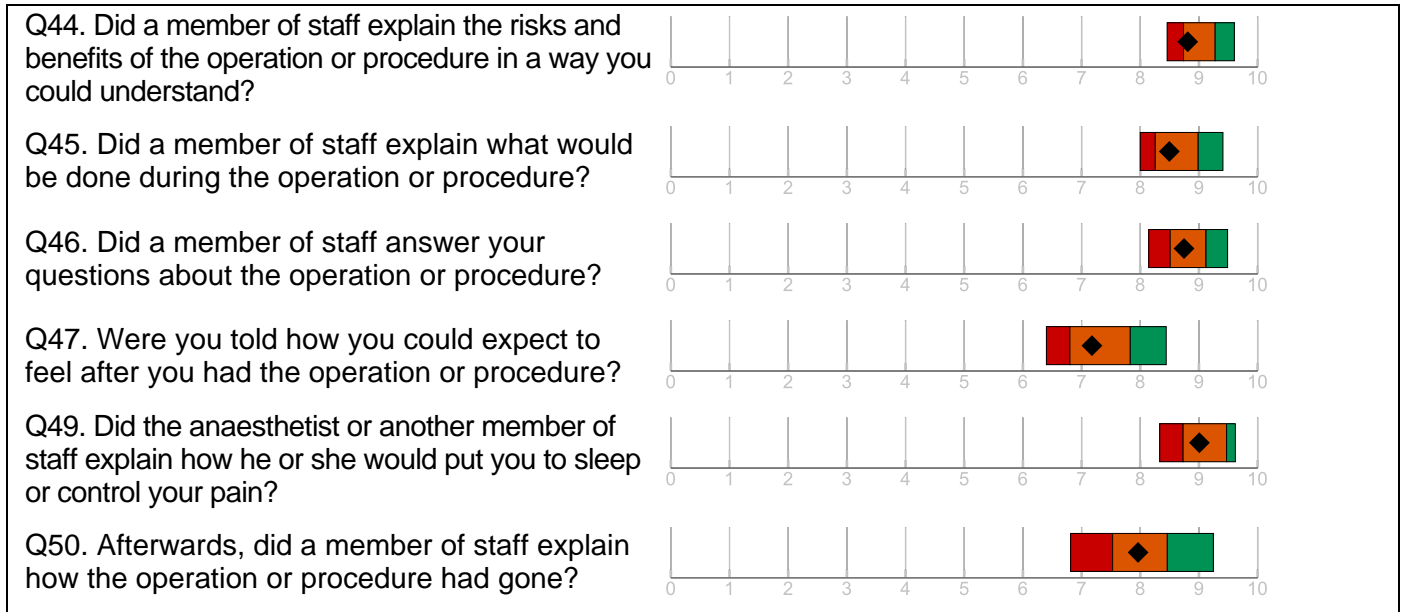 Q44. Did a member of staff explain the risks and
benefits of the operation or procedure in a way you
could understand?
0 1 2 3 4 5 6 7 8 9 10
Q45. Did a member of staff explain what would
be done during the operation or procedure?
0 1 2 3 4 5 6 7 8 9 10
Q46. Did a member of staff answer your
questions about the operation or procedure?
0 1 2 3 4 5 6 7 8 9 10
Q47. Were you told how you could expect to
feel after you had the operation or procedure?
0 1 2 3 4 5 6 7 8 9 10
Q49. Did the anaesthetist or another member of
staff explain how he or she would put you to sleep
or control your pain?
0 1 2 3 4 5 6 7 8 9 10
Q50. Afterwards, did a member of staff explain
how the operation or procedure had gone?
0 1 2 3 4 5 6 7 8 9 10